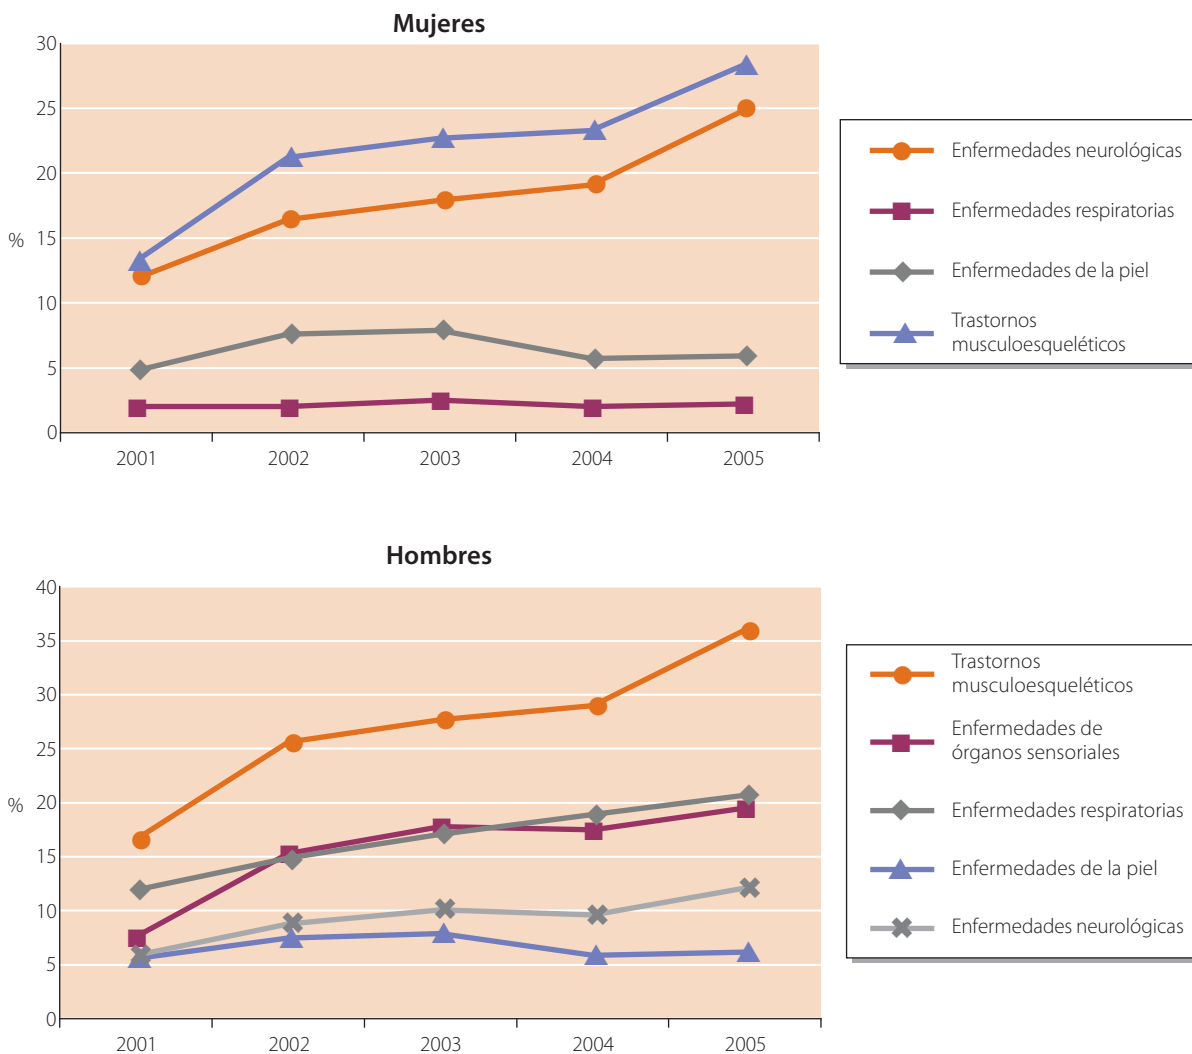 Mujeres
30
25
20
15
10
5
0
%
2001 2002 2003 2004 2005
Enfermedades neurológicas
Enfermedades respiratorias
Enfermedades de la piel
Trastornos
musculoesqueléticos
Hombres
40
35
30
25
20
15
10
5
0
%
2001 2002 2003 2004 2005
Trastornos
musculoesqueléticos
Enfermedades de
órganos sensoriales
Enfermedades respiratorias
Enfermedades de la piel
Enfermedades neurológicas